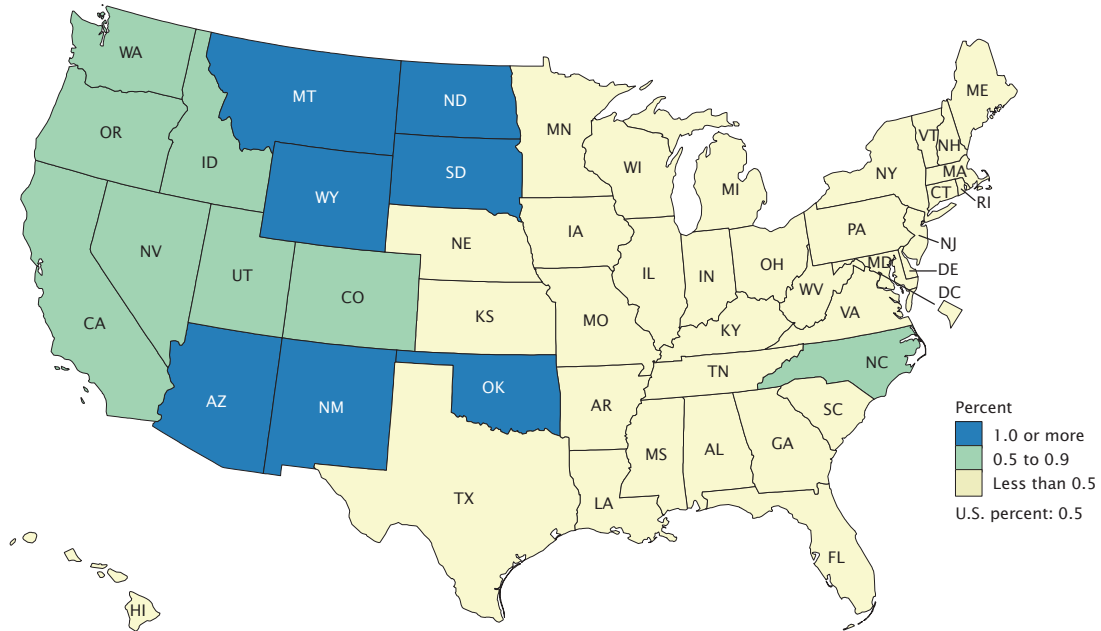 WA
MT
ND
MN
ME
OR
ID
SD
WI
VT
NH
WY
MI
NY
MA
CT
RI
NE
IA
PA
NV
UT
IL
IN
OH
NJ
MD
DE
CO
WV
DC
KS
MO
VA
CA
KY
NC
TN
AZ
NM
OK
AR
SC
MS
AL
GA
TX
LA
FL
HI
Percent
1.0 or more
0.5 to 0.9
Less than 0.5
U.S. percent: 0.5